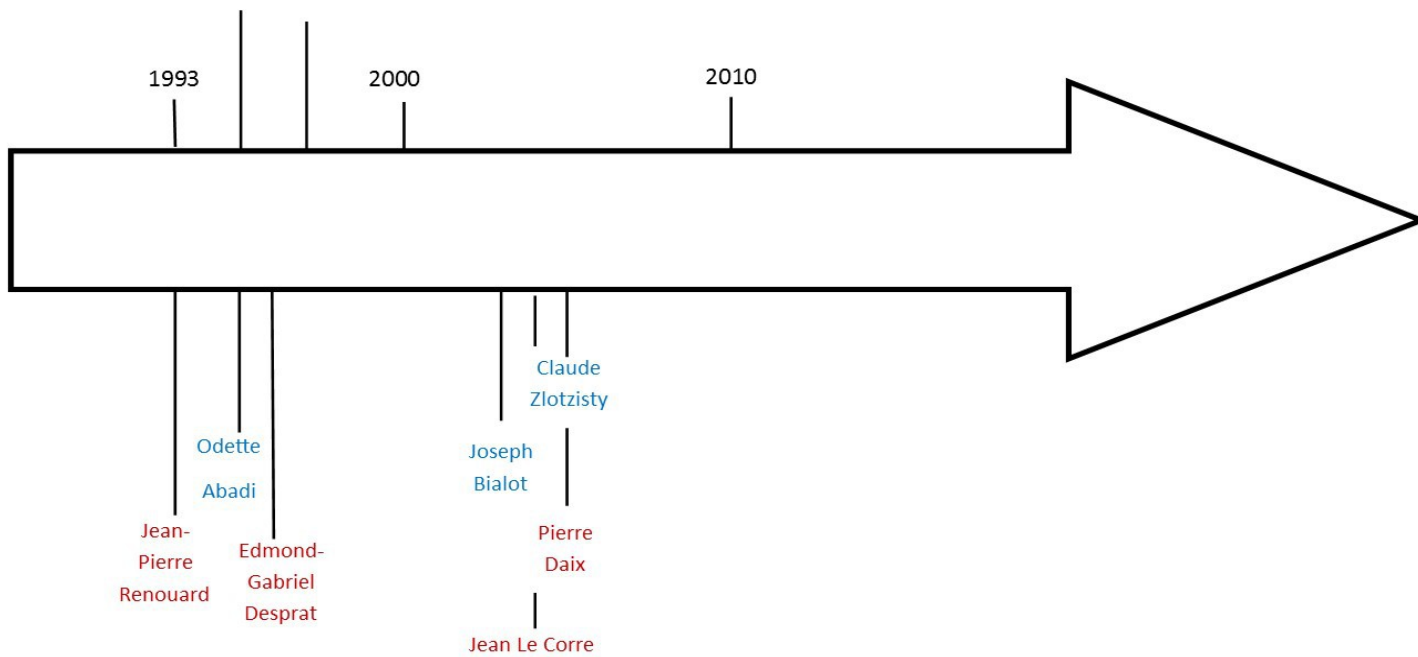 1993
2000
2010
Claude
Zlotzisty
Odette
Abadi
Joseph
Bialot
Jean-
Pierre
Renouard
Edmond-
Gabriel
Desprat
Pierre
Daix
Jean Le Corre